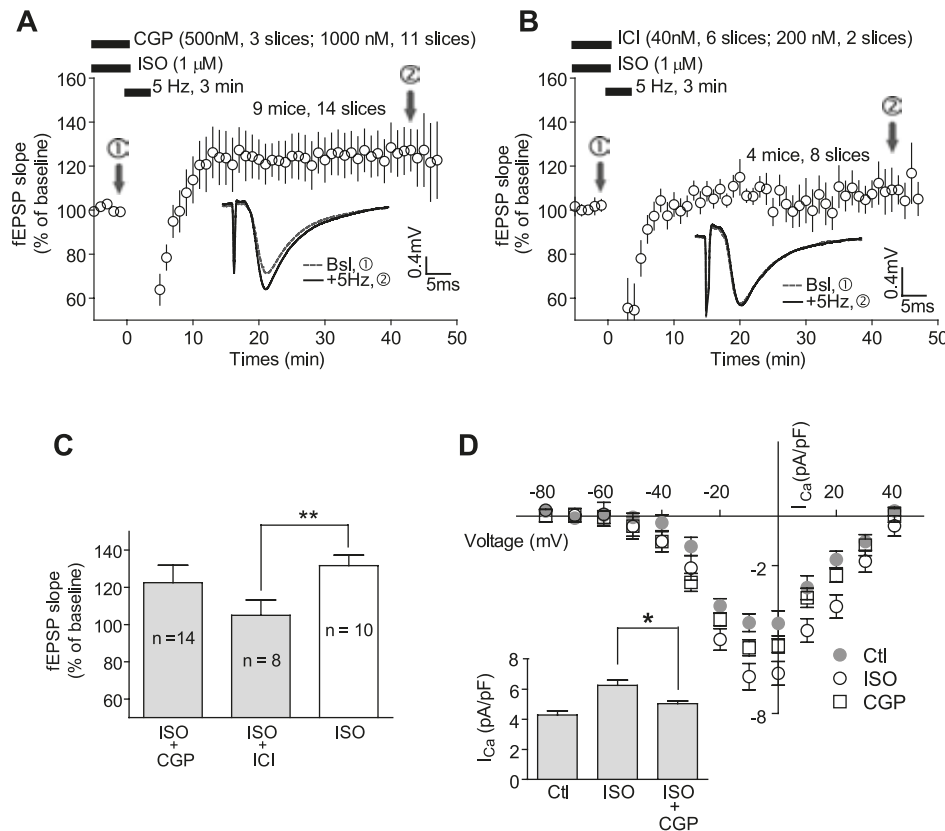 A
CGP (500nM, 3 slices; 1000 nM, 11 slices)
ISO (1 μM)
5 Hz, 3 min
②
9 mice, 14 slices
①
160
140
120
100
80
60
fEPSP slope
(% of baseline)
Bsl, ①
+5Hz, ②
0.4mV
5ms
0
10
20
30
40
50
Times (min)
B
ICI (40nM, 6 slices; 200 nM, 2 slices)
ISO (1 μM)
5 Hz, 3 min
②
4 mice, 8 slices
①
160
140
120
100
80
60
fEPSP slope
(% of baseline)
Bsl, ①
+5Hz, ②
0.4mV
5ms
0
10
20
30
40
50
Times (min)
C
**
140
120
100
80
60
fEPSP slope
(% of baseline)
n =14
n = 8
n = 10
ISO
+
CGP
ISO
+
ICI
ISO
D
I Ca (pA/pF)
-80
-60
-40
-20
20
40
Voltage (mV)
-2
-8
Ctl
ISO
CGP
*
8
6
4
2
0
I Ca (pA/pF)
Ctl
ISO
ISO
+
CGP